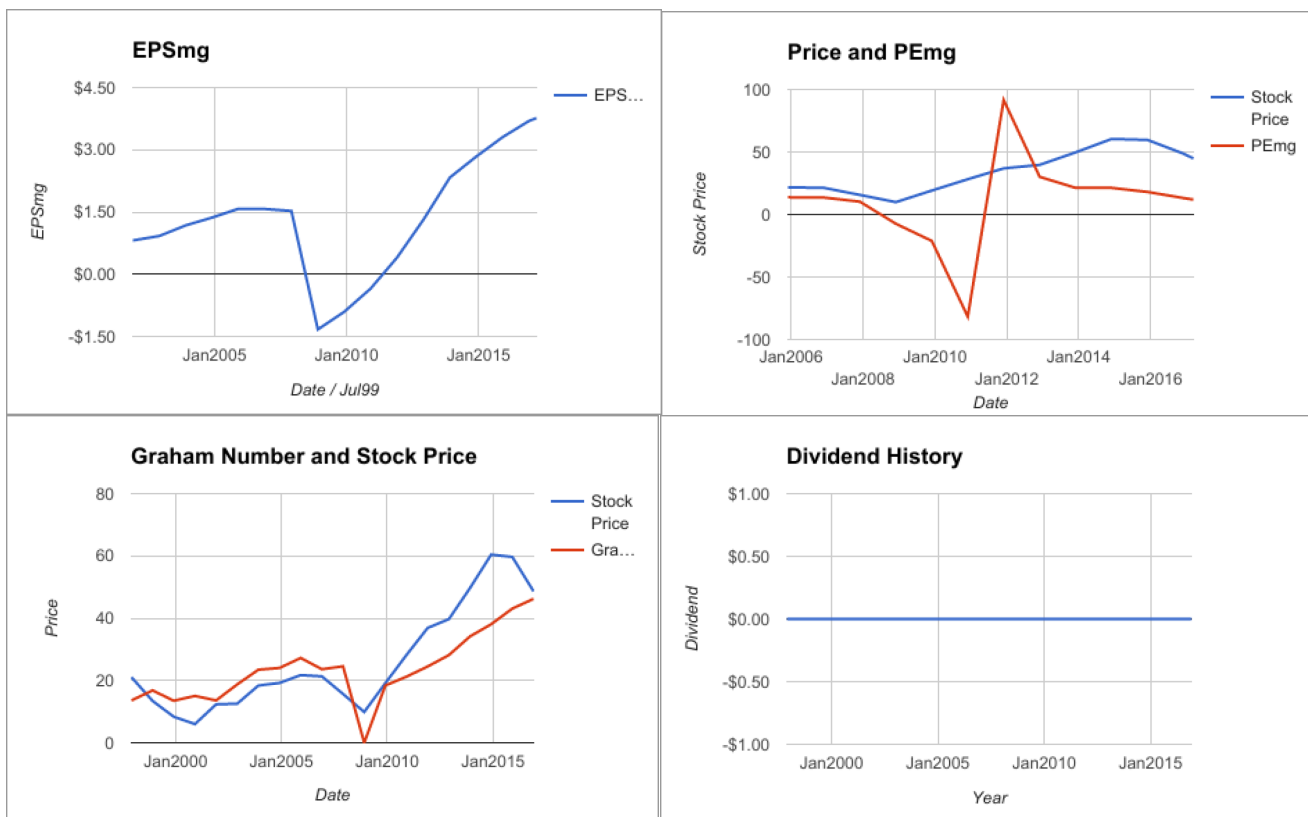 EPSmg
$4.50
$3.00
$1.50
$0.00
-$1.50
EPSmg
Jan2005
Jan2010
Jan2015
Date / Jul99
EPS…
Price and PEmg
100
50
0
-50
-100
Stock Price
Jan2006
Jan2008
Jan2010
Jan2012
Jan2014
Jan2016
Date
Stock
Price
PEmg
Graham Number and Stock Price
80
60
40
20
0
Price
Jan2000
Jan2005
Jan2010
Jan2015
Date
Stock
Price
Gra…
Dividend History
$1.00
$0.50
$0.00
-$0.50
-$1.00
Dividend
Jan2000
Jan2005
Jan2010
Jan2015
Year